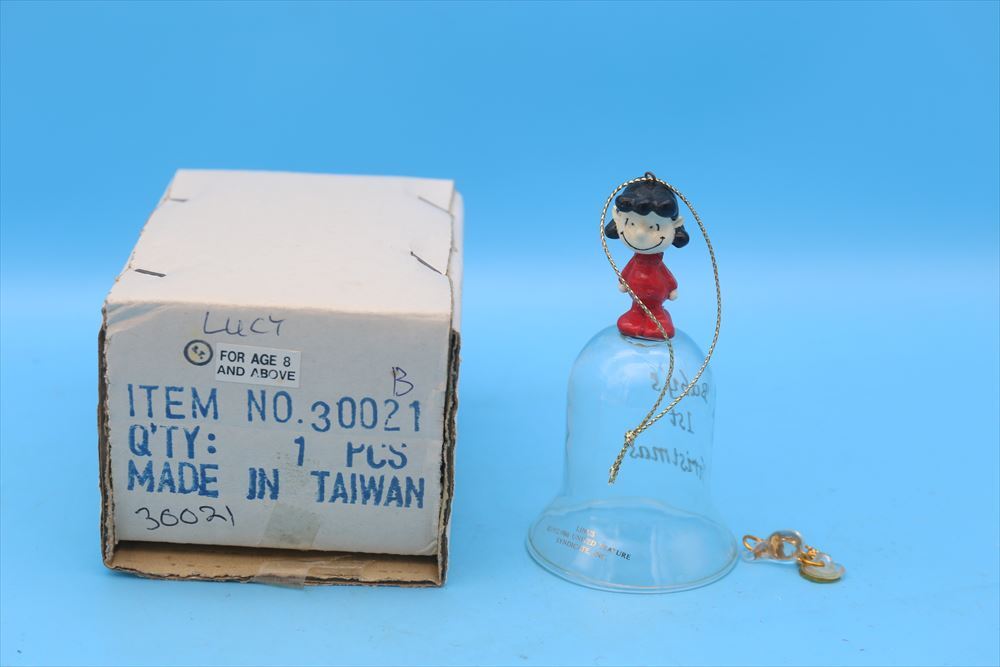 LUCY
FOR AGE 8
AND ABOVE
B
ITEM NO. 30021
Q'TY: 1 PCS
MADE IN TAIWAN
30021
Baby's
1st
Christmas
UNITED FEATURE
SYNDICATE, INC.